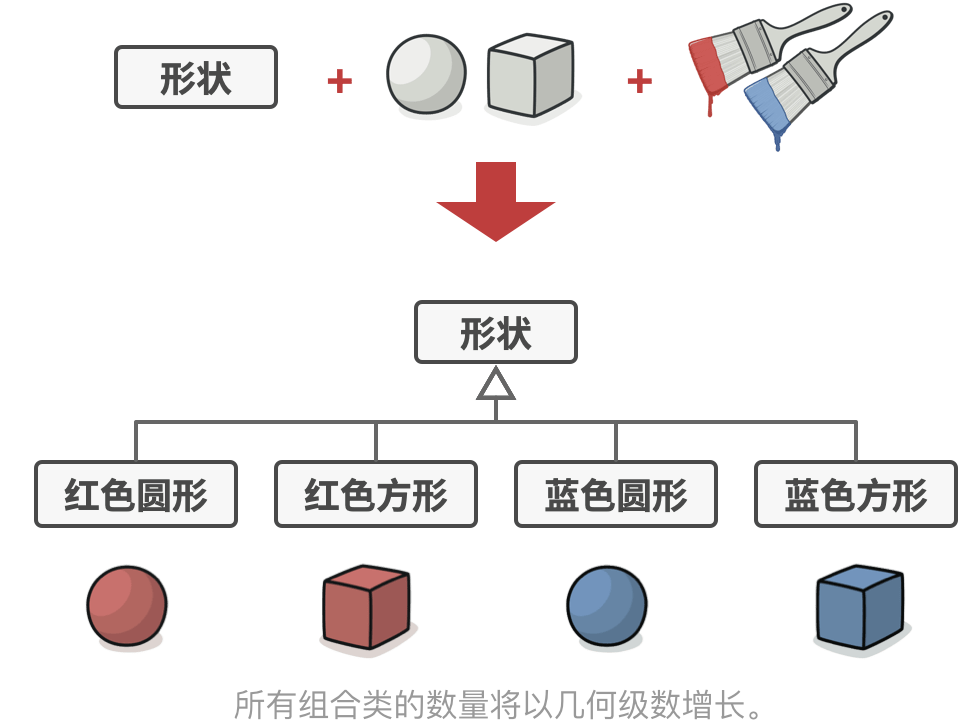 形状
+
+
形状
红色圆形
红色方形
蓝色圆形
蓝色方形
所有组合类的数量将以几何级数增长。